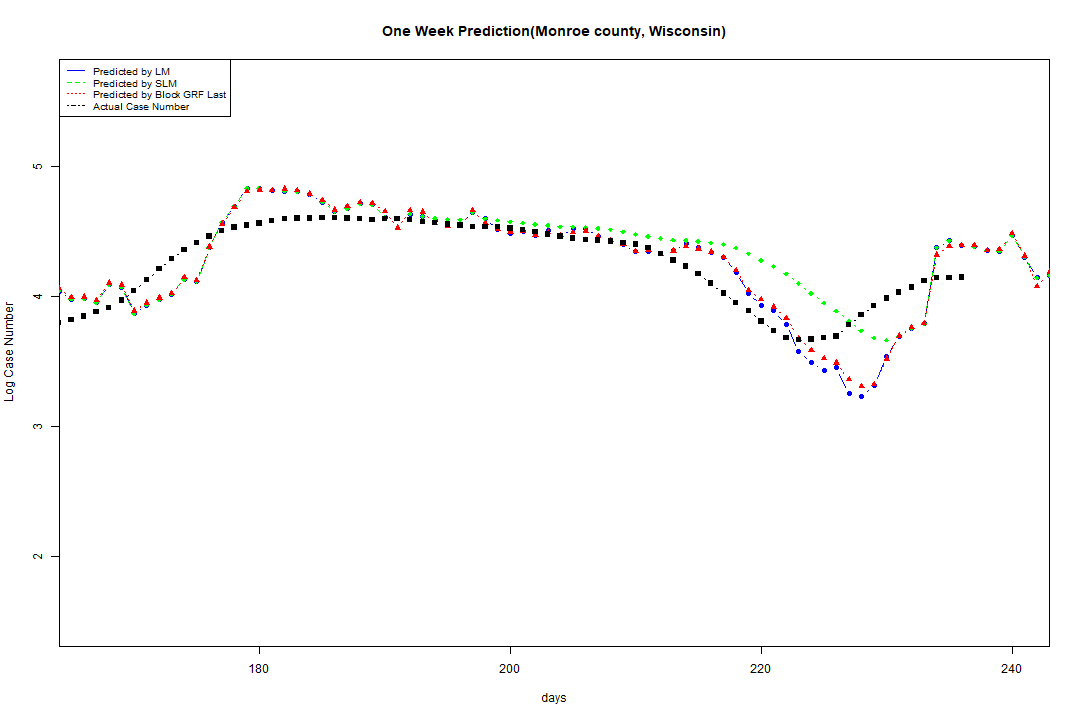 One Week Prediction(Monroe county, Wisconsin)
Predicted by LM
Predicted by SLM
Predicted by Block GRF Last
Actual Case Number
5
4
3
2
Log Case Number
180 200 220 240
days